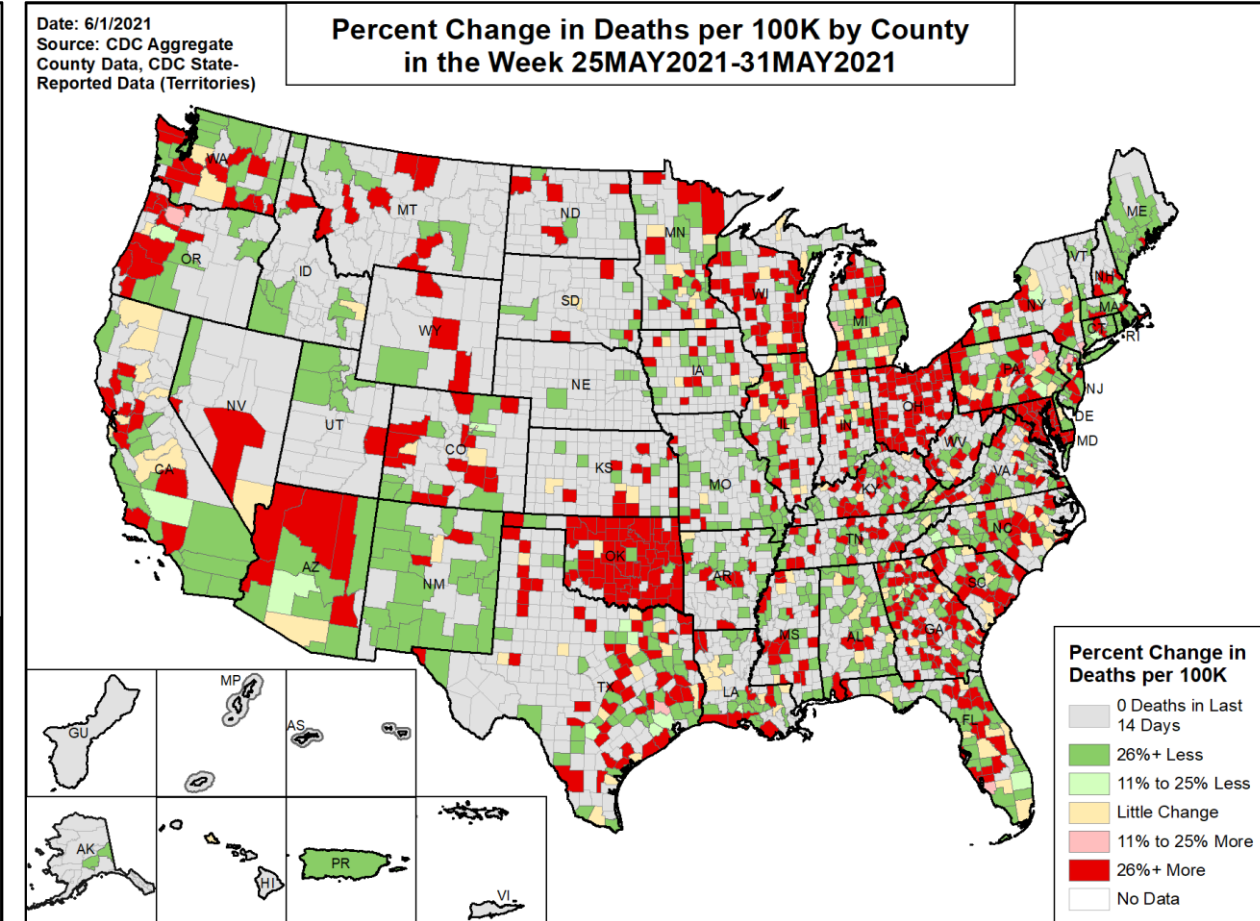 Date: 6/1/2021
Source: CDC Aggregate
County Data, CDC State-
Reported Data (Territories)
Percent Change in Deaths per 100K by County
in the Week 25MAY2021-31MAY2021
WA
MT
ND
MN
ME
VT
NH
OR
ID
SD
WI
MI
NY
MA
CT
RI
WY
IA
PA
NJ
NE
NV
UT
CO
IL
IN
OH
DE
MD
WV
CA
KS
MO
KY
VA
AZ
NM
OK
AR
TN
NC
SC
MS
AL
GA
TX
LA
FL
GU
MP
AS
AK
HI
PR
VI
Percent Change in
Deaths per 100K
0 Deaths in Last
14 Days
26%+ Less
11% to 25% Less
Little Change
11% to 25% More
26%+ More
No Data